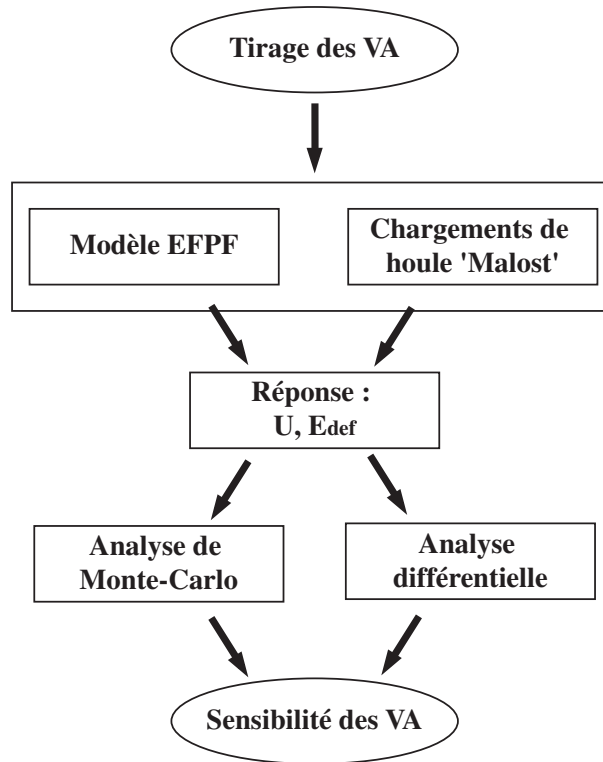 Tirage des VA
Modèle EFPF
Chargements de
houle 'Malost'
Réponse :
U, Edef
Analyse de
Monte-Carlo
Analyse
différentielle
Sensibilité des VA